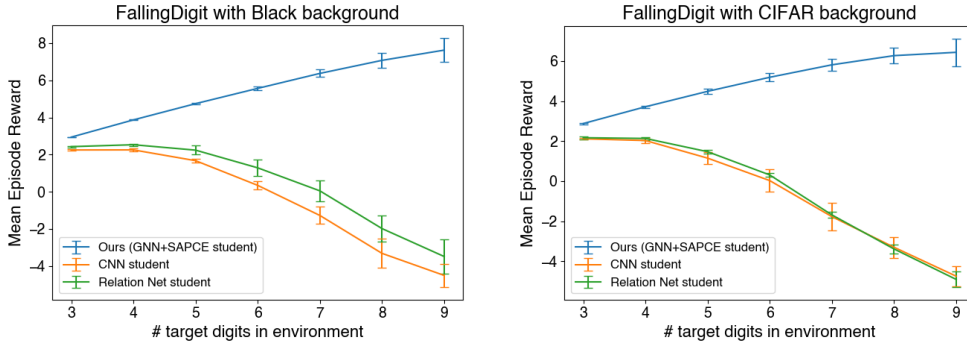 FallingDigit with Black background
Mean Episode Reward
8
6
4
2
0
−2
−4
Ours (GNN+SAPCE student)
CNN student
Relation Net student
3 4 5 6 7 8 9
# target digits in environment
FallingDigit with CIFAR background
Mean Episode Reward
6
4
2
0
−2
−4
Ours (GNN+SAPCE student)
CNN student
Relation Net student
3 4 5 6 7 8 9
# target digits in environment